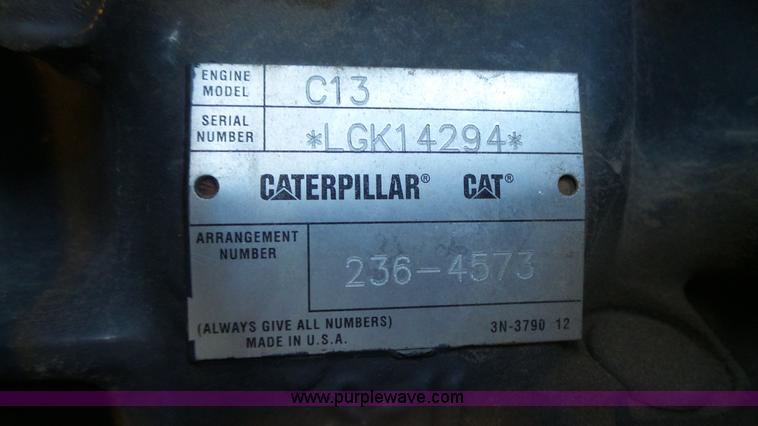 ENGINE MODEL C13
SERIAL NUMBER *LGK14294*
CATERPILLAR® CAT®
ARRANGEMENT NUMBER 236-4573
(ALWAYS GIVE ALL NUMBERS) 3N-3790 12
MADE IN U.S.A.
www.purplewave.com